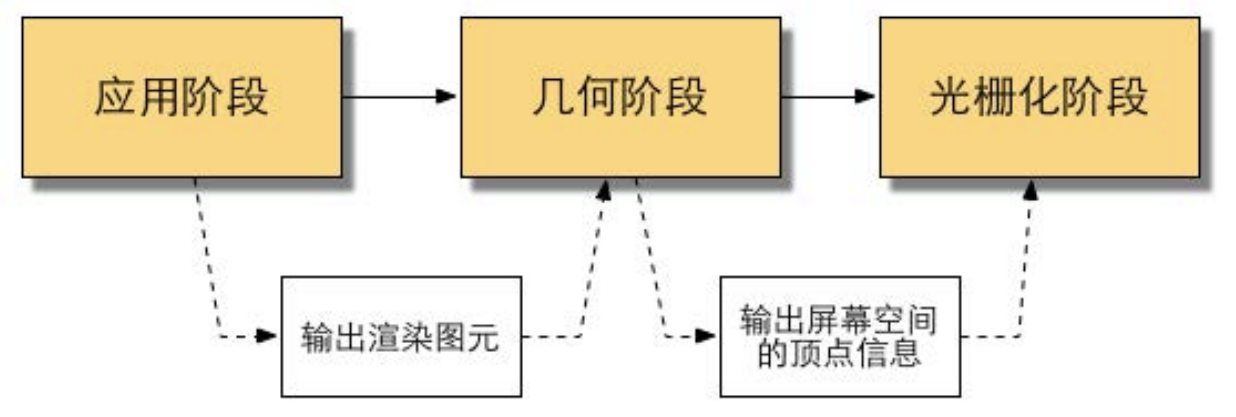 应用阶段
几何阶段
光栅化阶段
输出渲染图元
输出屏幕空间
的顶点信息